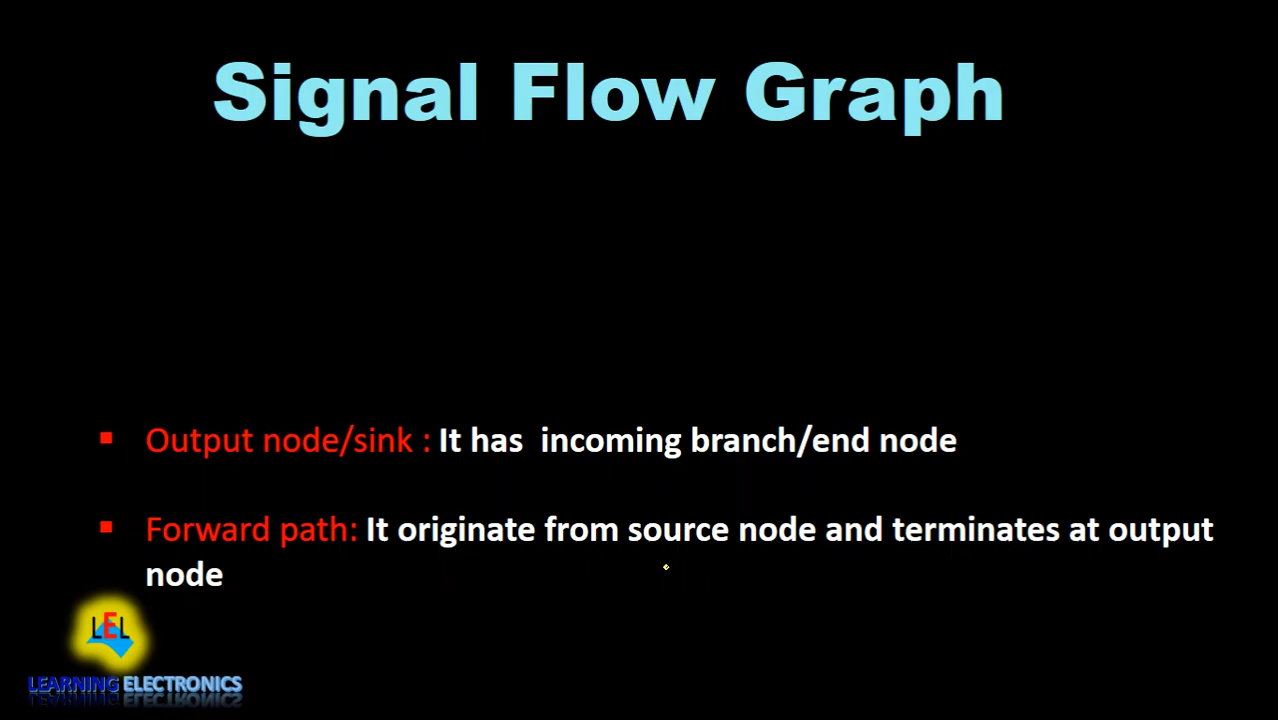 Signal Flow Graph
Output node/sink : It has  incoming branch/end node
Forward path: It originate from source node and terminates at output
node
LEL
LEARNING ELECTRONICS